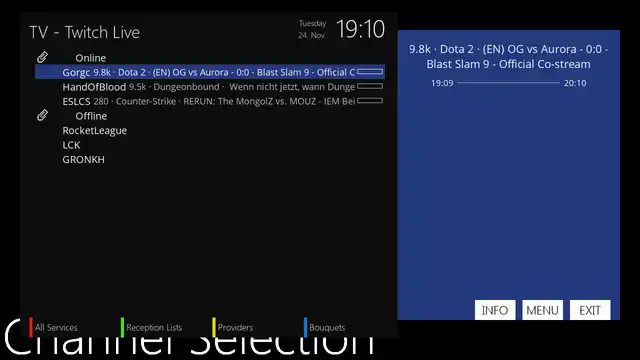 TV - Twitch Live
Tuesday
24. Nov.
19:10
Online
Gorgc 9.8k · Dota 2 · (EN) OG vs Aurora - 0:0 - Blast Slam 9 - Official C
HandOfBlood 9.5k · Dungeonbound · Wenn nicht jetzt, wann Dunge
ESLCS 280 · Counter-Strike · RERUN: The MongolZ vs. MOUZ - IEM Bei
Offline
RocketLeague
LCK
GRONKH
9.8k · Dota 2 · (EN) OG vs Aurora - 0:0 -
Blast Slam 9 - Official Co-stream
19:09 20:10
INFO MENU EXIT
All Services Reception Lists Providers Bouquets
Channel Selection